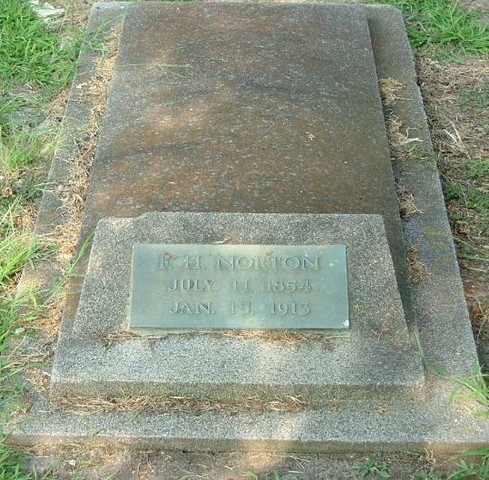 F. H. NORTON
JULY 11, 1854
JAN. 15, 1913